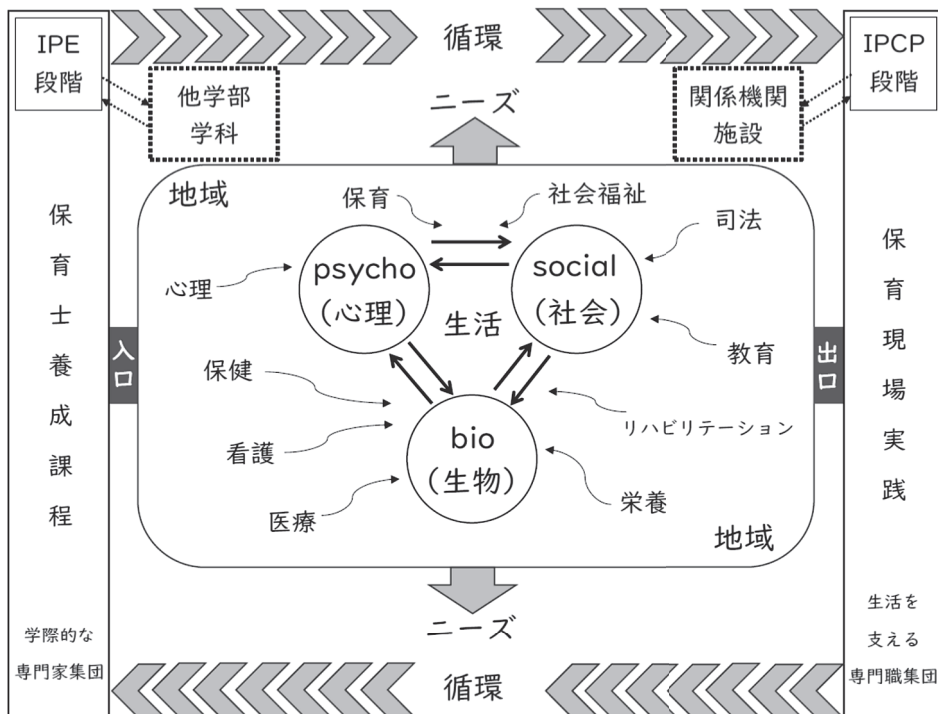 IPE
段階
循環
IPCP
段階
他学部
学科
ニーズ
関係機関
施設
地域
保育
社会福祉
司法
心理
psycho
(心理)
social
(社会)
生活
教育
保健
看護
医療
bio
(生物)
リハビリテーション
栄養
地域
入口
出口
保育士養成課程
保育現場実践
ニーズ
学際的な
専門家集団
循環
生活を
支える
専門職集団